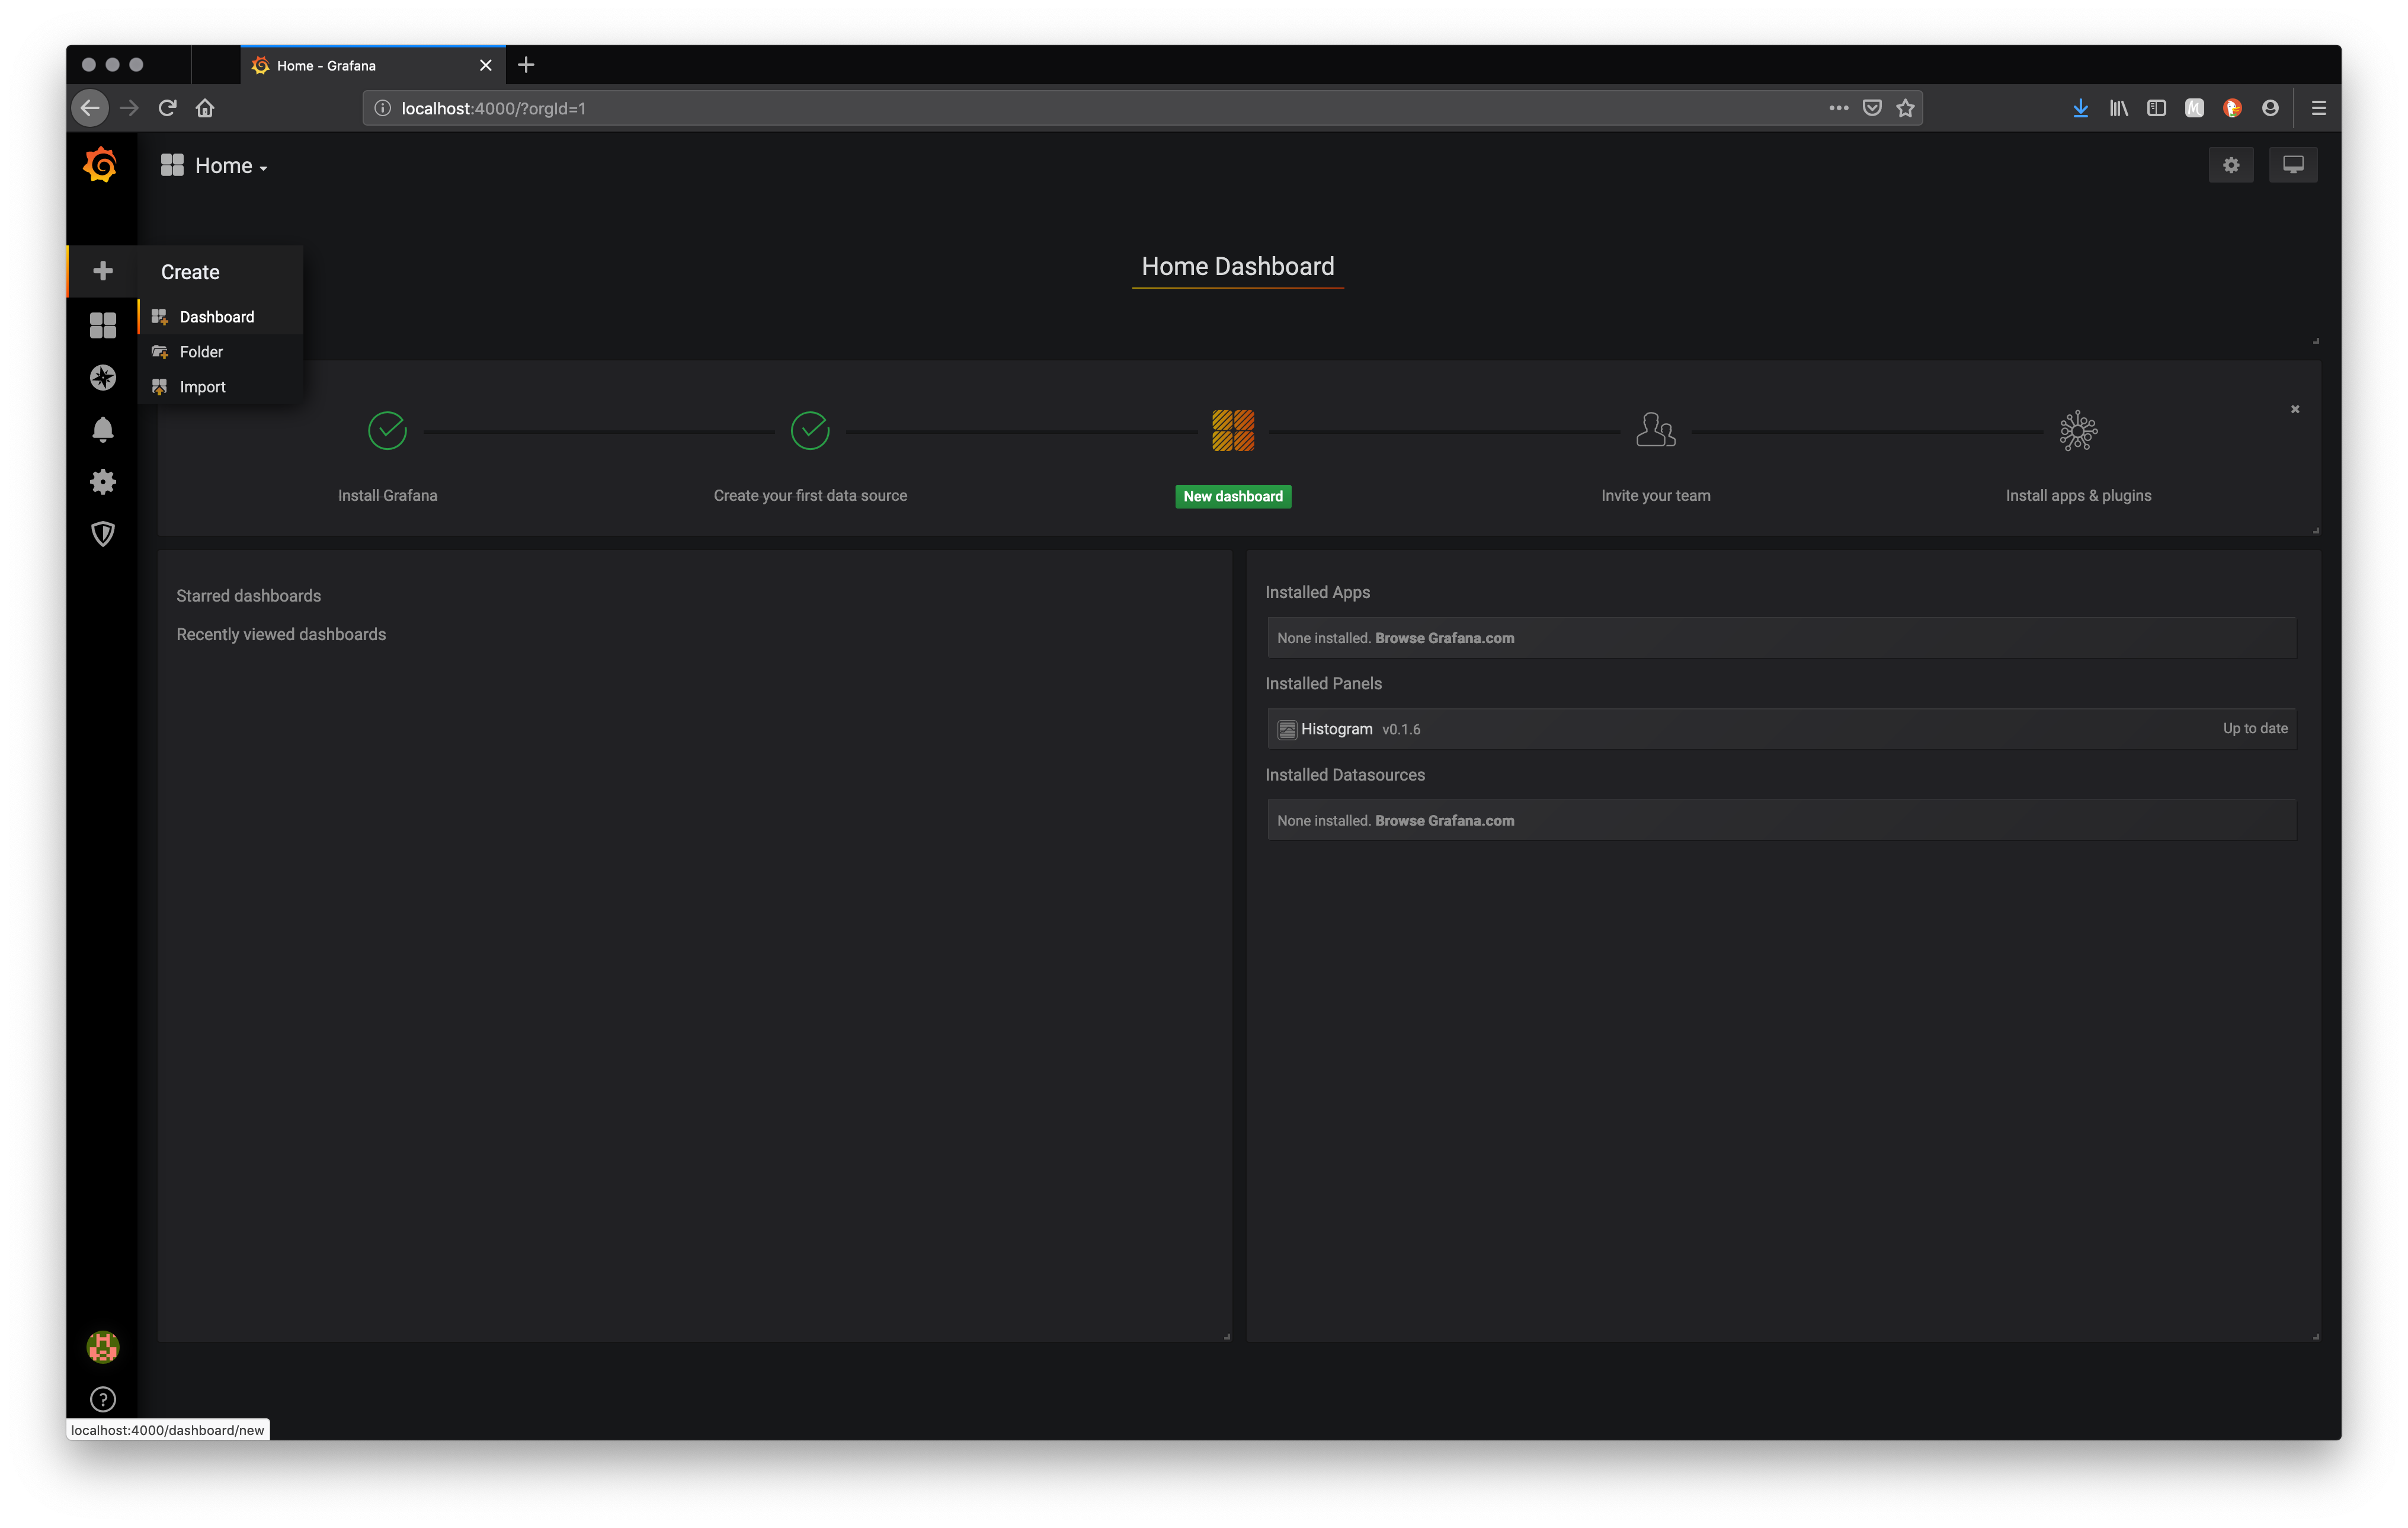 Home - Grafana
localhost:4000/?orgId=1
Home
Home Dashboard
Create
Dashboard
Folder
Import
Install Grafana
Create your first data source
New dashboard
Invite your team
Install apps & plugins
Starred dashboards
Recently viewed dashboards
Installed Apps
None installed. Browse Grafana.com
Installed Panels
Histogram v0.1.6 Up to date
Installed Datasources
None installed. Browse Grafana.com
localhost:4000/dashboard/new